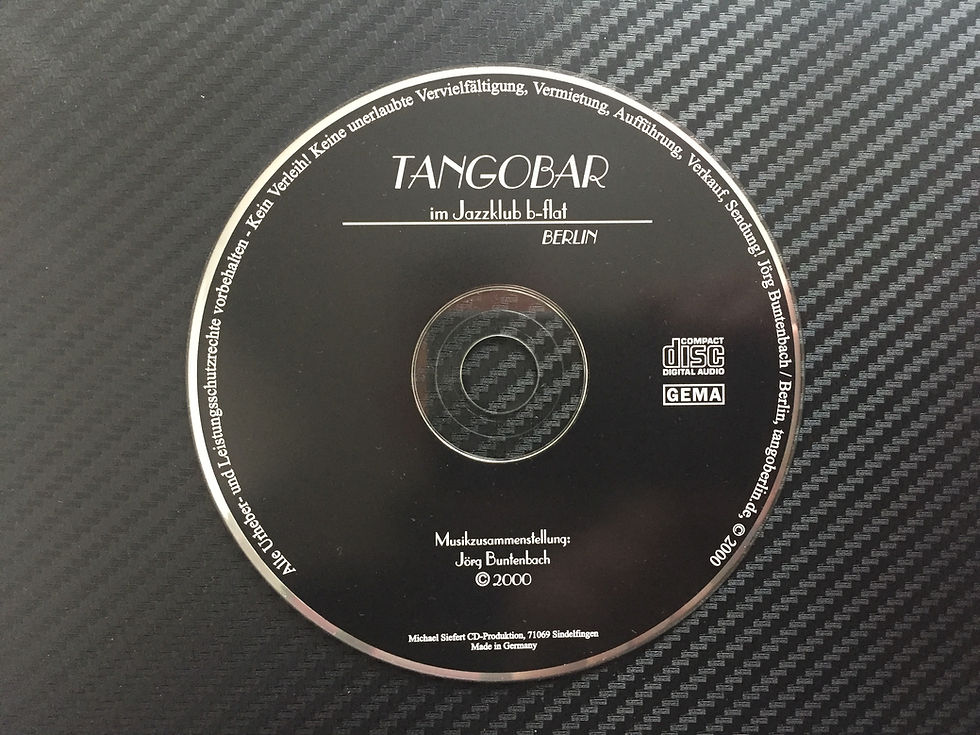 Alle Urheber- und Leistungsschutzrechte vorbehalten - Kein Verleih! Keine unerlaubte Vervielfältigung, Vermietung, Aufführung, Verkauf, Sendung! Jörg Buntenbach / Berlin, tangoberlin.de, © 2000
TANGOBAR
im Jazzklub b-flat
BERLIN
COMPACT
disc
DIGITAL AUDIO
GEMA
Musikzusammenstellung:
Jörg Buntenbach
© 2000
Michael Siefert CD-Produktion, 71069 Sindelfingen
Made in Germany